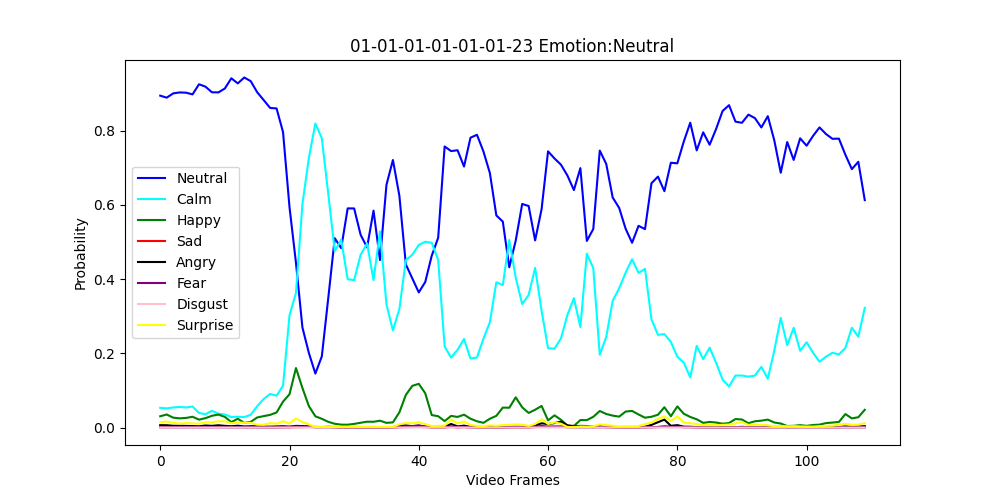 01-01-01-01-01-01-23 Emotion:Neutral
Probability
0.8
0.6
0.4
0.2
0.0
Neutral
Calm
Happy
Sad
Angry
Fear
Disgust
Surprise
0 20 40 60 80 100
Video Frames